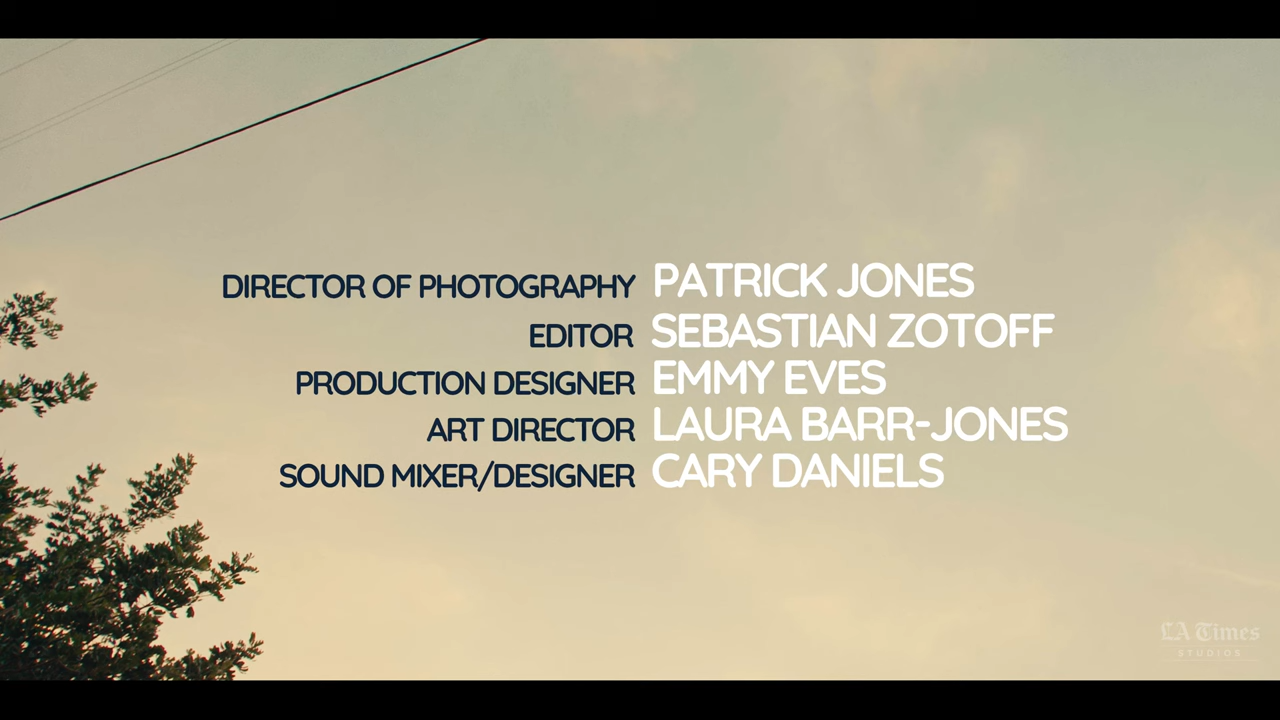 DIRECTOR OF PHOTOGRAPHY PATRICK JONES
EDITOR SEBASTIAN ZOTOFF
PRODUCTION DESIGNER EMMY EVES
ART DIRECTOR LAURA BARR-JONES
SOUND MIXER/DESIGNER CARY DANIELS
LA Times
STUDIOS